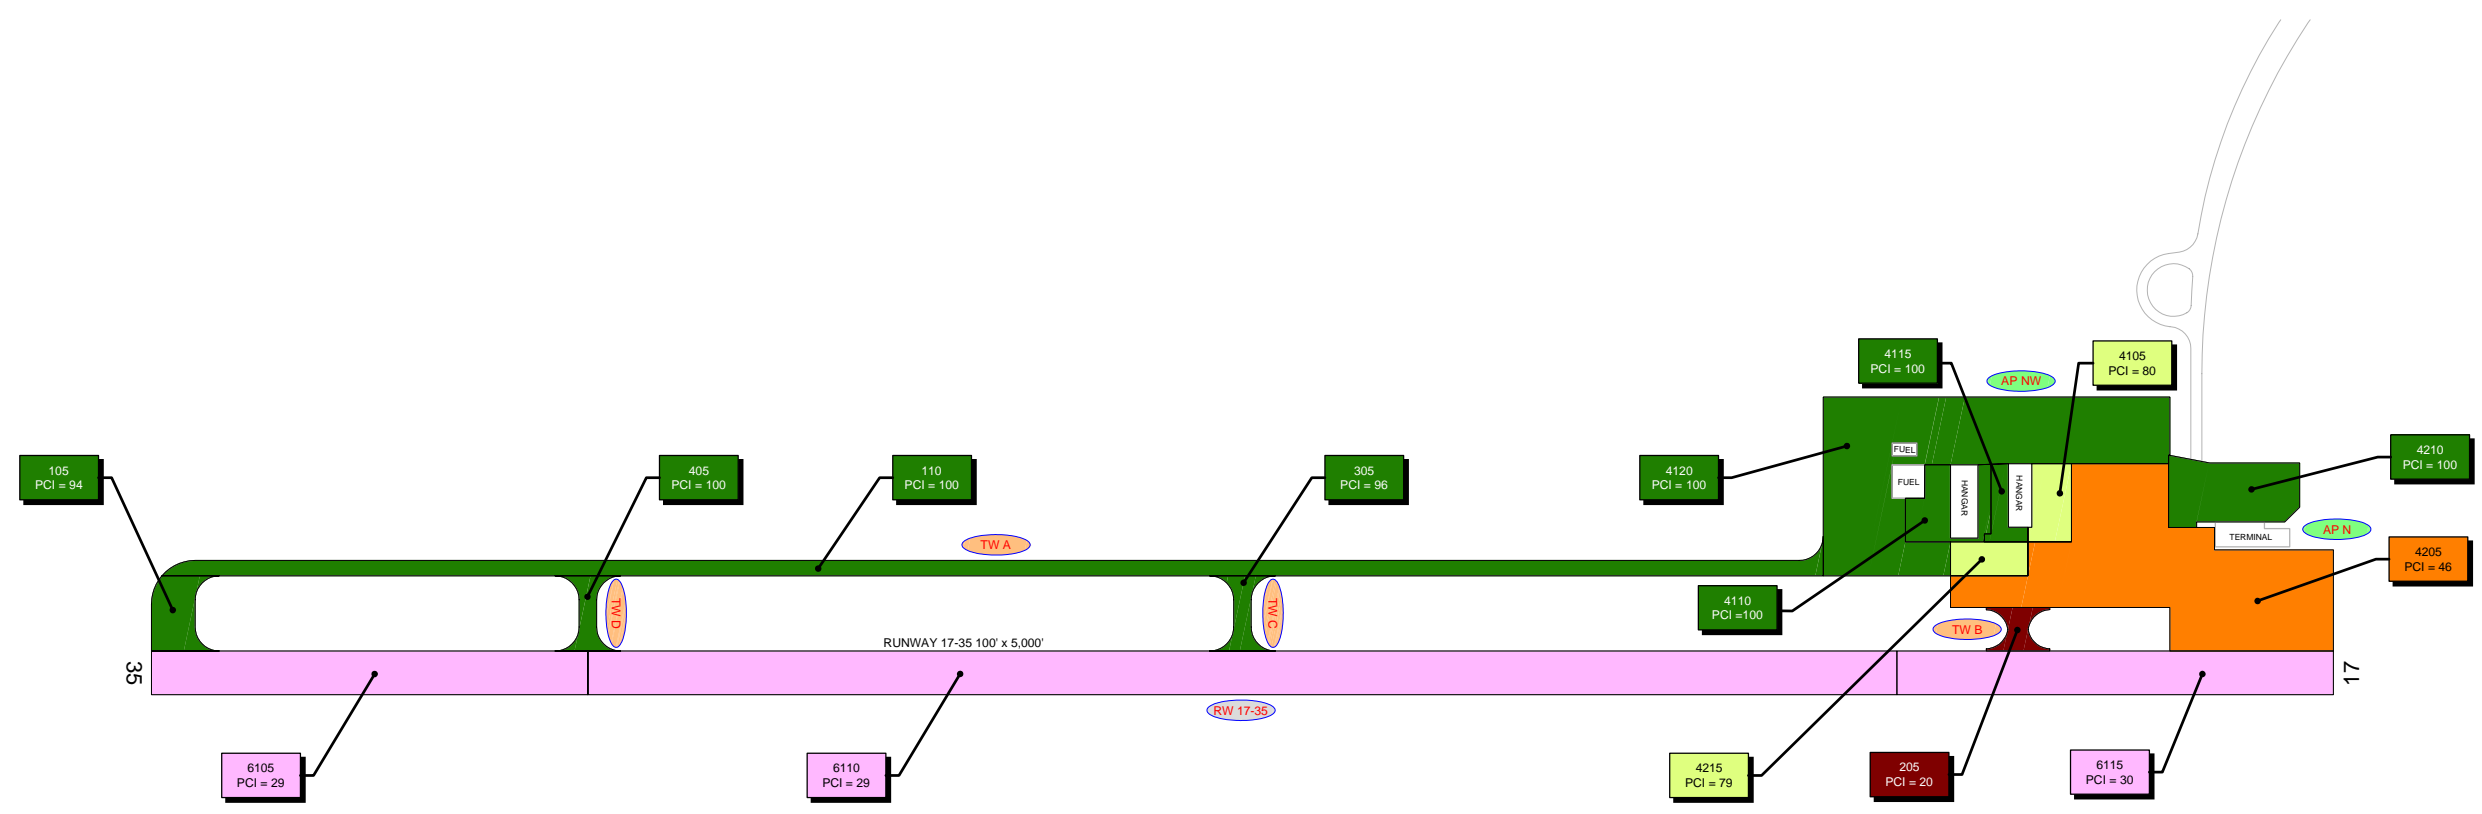 4115
PCI = 100
4105
PCI = 80
AP NW
4210
PCI = 100
105
PCI = 94
405
PCI = 100
110
PCI = 100
305
PCI = 96
4120
PCI = 100
FUEL
FUEL
HANGAR
HANGAR
AP N
TERMINAL
TW A
4205
PCI = 46
4110
PCI =100
TW D
TW C
TW B
RUNWAY 17-35 100' x 5,000'
35
17
RW 17-35
6105
PCI = 29
6110
PCI = 29
4215
PCI = 79
205
PCI = 20
6115
PCI = 30